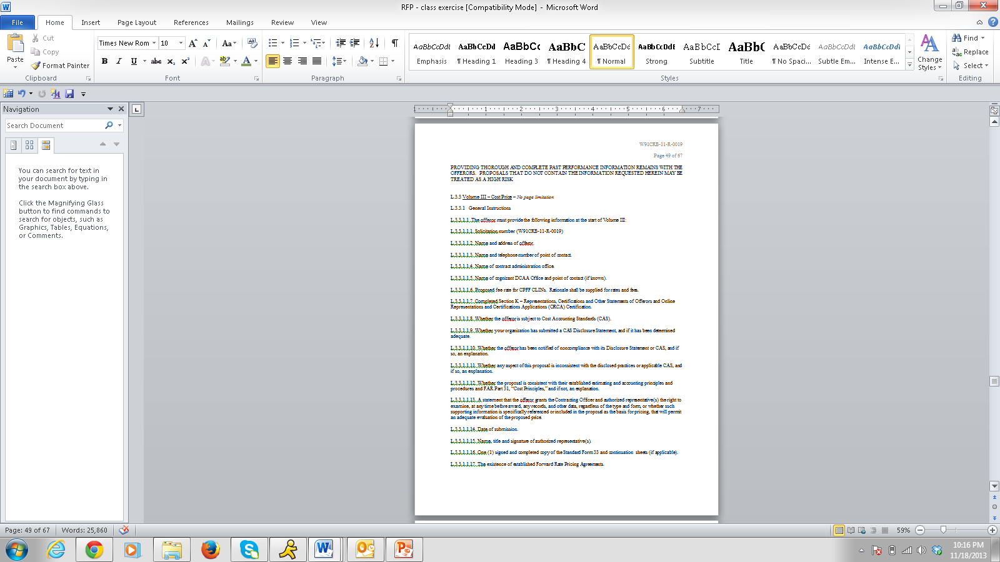 RFP - class exercise [Compatibility Mode] - Microsoft Word
File Home Insert Page Layout References Mailings Review View
Paste
Cut
Copy
Format Painter
Clipboard
Times New Rom 10
Font
Paragraph
AaBbCcDdI AaBbCcDd AaBbCc AaBbC AaBbCcDc AaBbCcDdI AaBbCcI AaBb( AaBbCcDc AaBbCcDdI AaBbCcDdI
Emphasis ¶ Heading 1 Heading 3 ¶ Heading 4 ¶ Normal Strong Subtitle Title ¶ No Spaci... Subtle Em... Intense E...
Styles
Change Styles
Find
Replace
Select
Editing
Navigation
Search Document
You can search for text in
your document by typing in
the search box above.
Click the Magnifying Glass
button to find commands to
search for objects, such as
Graphics, Tables, Equations,
or Comments.
1 1 2 3 4 5 6 7
W91CRB-11-R-0019
Page 49 of 67
PROVIDING THOROUGH AND COMPLETE PAST PERFORMANCE INFORMATION REMAINS WITH THE
OFFERORS. PROPOSALS THAT DO NOT CONTAIN THE INFORMATION REQUESTED HEREIN MAY BE
TREATED AS A HIGH RISK
L.3.3 Volume III – Cost/Price – No page limitation
L.3.3.1 General Instructions
L.3.3.1.1. The offeror must provide the following information at the start of Volume III:
L.3.3.1.1.1. Solicitation number (W91CRB-11-R-0019)
L.3.3.1.1.2. Name and address of offeror.
L.3.3.1.1.3. Name and telephone number of point of contact.
L.3.3.1.1.4. Name of contract administration office.
L.3.3.1.1.5. Name of cognizant DCAA Office and point of contact (if known).
L.3.3.1.1.6. Proposed fee rate for CPFF CLINs. Rationale shall be supplied for rates and fees.
L.3.3.1.1.7. Completed Section K – Representations, Certifications and Other Statements of Offerors and Online
Representations and Certifications Applications (ORCA) Certification.
L.3.3.1.1.8. Whether the offeror is subject to Cost Accounting Standards (CAS).
L.3.3.1.1.9. Whether your organization has submitted a CAS Disclosure Statement, and if it has been determined
adequate.
L.3.3.1.1.10. Whether the offeror has been notified of noncompliance with its Disclosure Statement or CAS, and if
so, an explanation.
L.3.3.1.1.11. Whether any aspect of this proposal is inconsistent with the disclosed practices or applicable CAS, and
if so, an explanation.
L.3.3.1.1.12. Whether the proposal is consistent with their established estimating and accounting principles and
procedures and FAR Part 31, “Cost Principles,” and if not, an explanation.
L.3.3.1.1.13. A statement that the offeror grants the Contracting Officer and authorized representative(s) the right to
examine, at any time before award, any records, and other data, regardless of the type and form, or whether such
supporting information is specifically referenced or included in the proposal as the basis for pricing, that will permit
an adequate evaluation of the proposed price.
L.3.3.1.1.14. Date of submission.
L.3.3.1.1.15. Name, title and signature of authorized representative(s).
L.3.3.1.1.16. One (1) signed and completed copy of the Standard Form 33 and continuation sheets (if applicable).
L.3.3.1.1.17. The existence of established Forward Rate Pricing Agreements.
Page: 49 of 67 Words: 25,860
59%
10:16 PM
11/18/2013